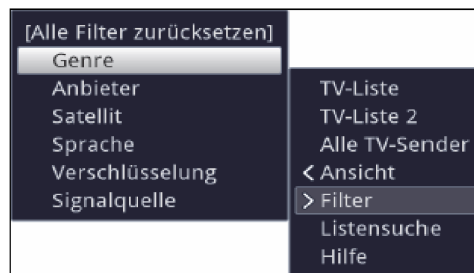 [Alle Filter zurücksetzen]
Genre
Anbieter
Satellit
Sprache
Verschlüsselung
Signalquelle
TV-Liste
TV-Liste 2
Alle TV-Sender
< Ansicht
> Filter
Listensuche
Hilfe